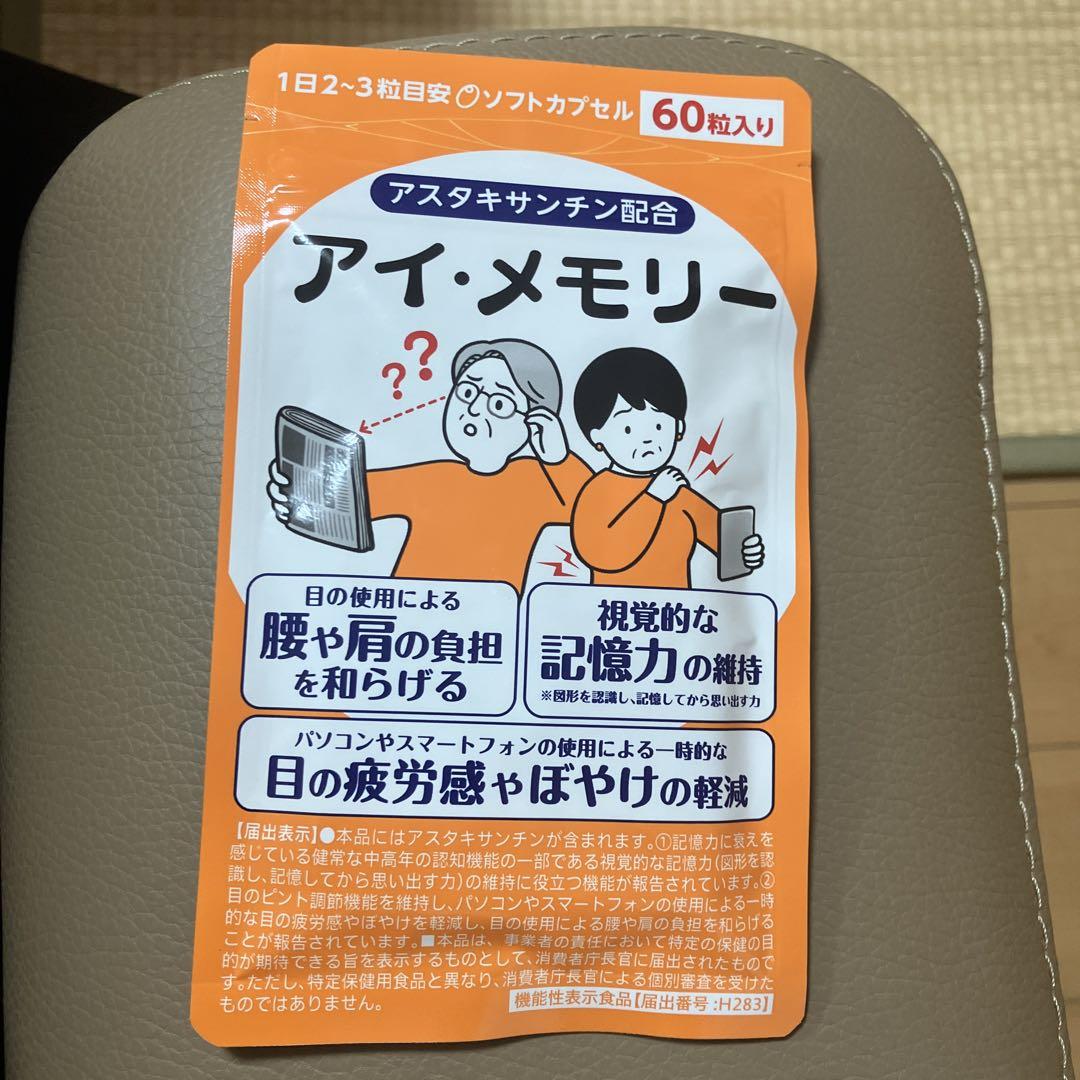 1日2~3粒目安 ソフトカプセル 60粒入り
アスタキサンチン配合
アイ・メモリー
??
目の使用による
腰や肩の負担
を和らげる
視覚的な
記憶力の維持
※図形を認識し、記憶してから思い出す力
パソコンやスマートフォンの使用による一時的な
目の疲労感やぼやけの軽減
【届出表示】●本品にはアスタキサンチンが含まれます。①記憶力に衰えを
感じている健常な中高年の認知機能の一部である視覚的な記憶力(図形を認
識し、記憶してから思い出す力)の維持に役立つ機能が報告されています。②
目のピント調節機能を維持し、パソコンやスマートフォンの使用による一時
的な目の疲労感やぼやけを軽減し、目の使用による腰や肩の負担を和らげる
ことが報告されています。■本品は、事業者の責任において特定の保健の目
的が期待できる旨を表示するものとして、消費者庁長官に届出されたもので
す。ただし、特定保健用食品と異なり、消費者庁長官による個別審査を受けた
ものではありません。
機能性表示食品【届出番号:H283】